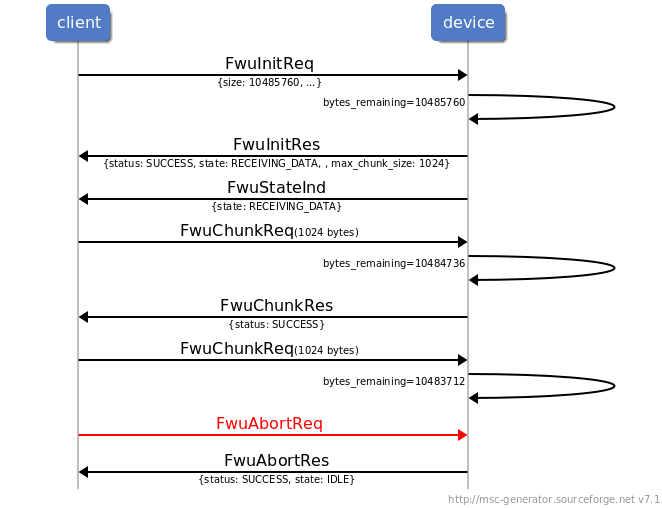 client device
FwuInitReq
{size: 10485760, ...}
bytes_remaining=10485760
FwuInitRes
{status: SUCCESS, state: RECEIVING_DATA, , max_chunk_size: 1024}
FwuStateInd
{state: RECEIVING_DATA}
FwuChunkReq(1024 bytes)
bytes_remaining=10484736
FwuChunkRes
{status: SUCCESS}
FwuChunkReq(1024 bytes)
bytes_remaining=10483712
FwuAbortReq
FwuAbortRes
{status: SUCCESS, state: IDLE}
http://msc-generator.sourceforge.net v7.1